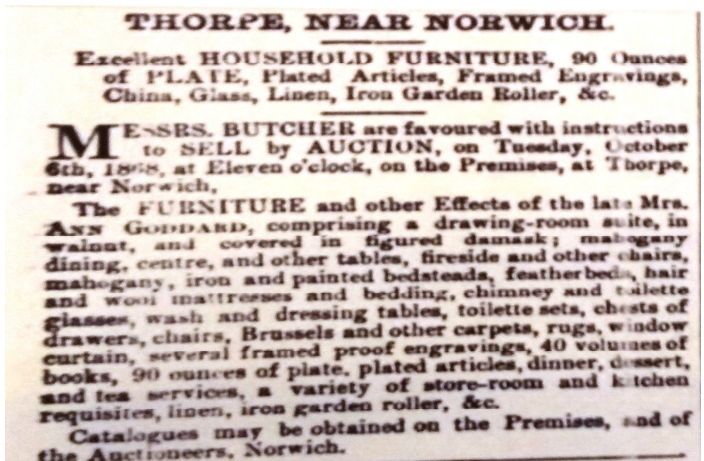 THORPE, NEAR NORWICH.
Excellent HOUSEHOLD FURNITURE, 90 Ounces
of PLATE, Plated Articles, Framed Engravings,
China, Glass, Linen, Iron Garden Roller, &c.
MESSRS. BUTCHER are favoured with instructions
to SELL by AUCTION, on Tuesday, October
6th, 1868, at Eleven o'clock, on the Premises, at Thorpe,
near Norwich,
The FURNITURE and other Effects of the late Mrs.
ANN GODDARD, comprising a drawing-room suite, in
walnut, and covered in figured damask; mahogany
dining, centre, and other tables, fireside and other chairs,
mahogany, iron and painted bedsteads, featherbeds, hair
and wool mattresses and bedding, chimney and toilette
glasses, wash and dressing tables, toilette sets, chests of
drawers, chairs, Brussels and other carpets, rugs, window
curtain, several framed proof engravings, 40 volumes of
books, 90 ounces of plate, plated articles, dinner, dessert,
and tea services, a variety of store-room and kitchen
requisites, linen, iron garden roller, &c.
Catalogues may be obtained on the Premises, and of
the Auctioneers, Norwich.